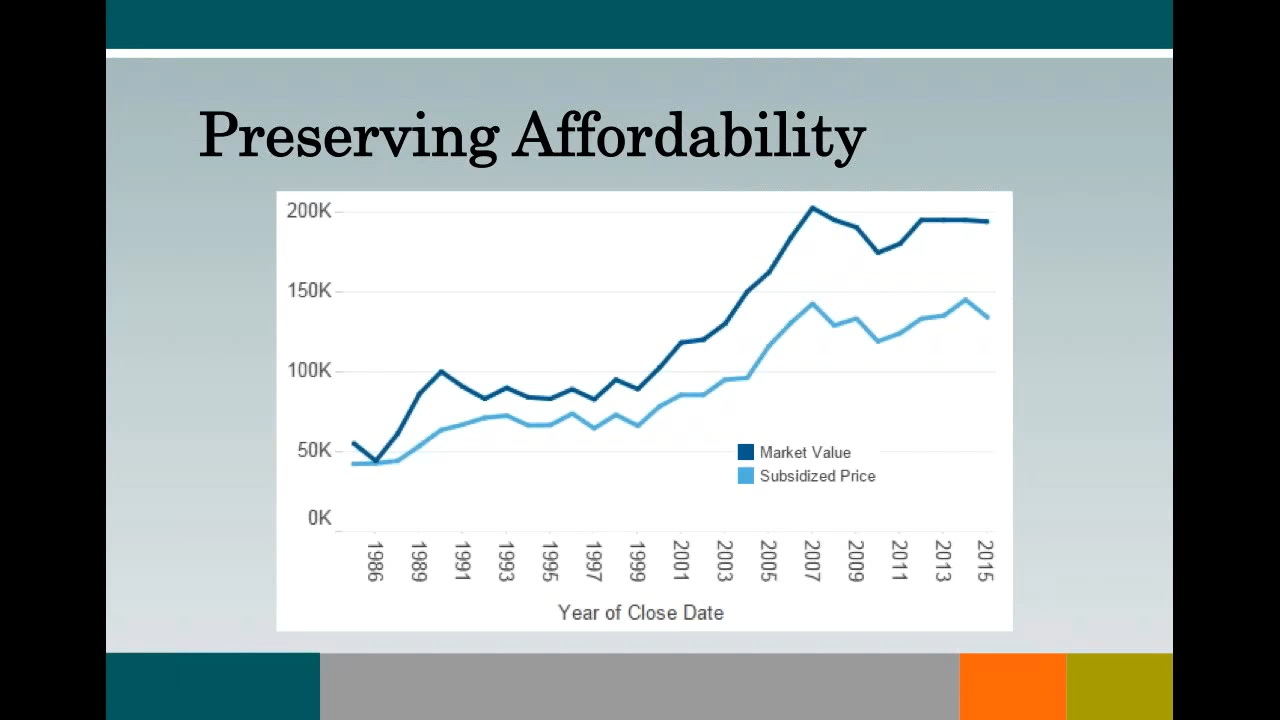 Preserving Affordability
200K
150K
100K
50K
0K
Market Value
Subsidized Price
1986 1989 1991 1993 1995 1997 1999 2001 2003 2005 2007 2009 2011 2013 2015
Year of Close Date